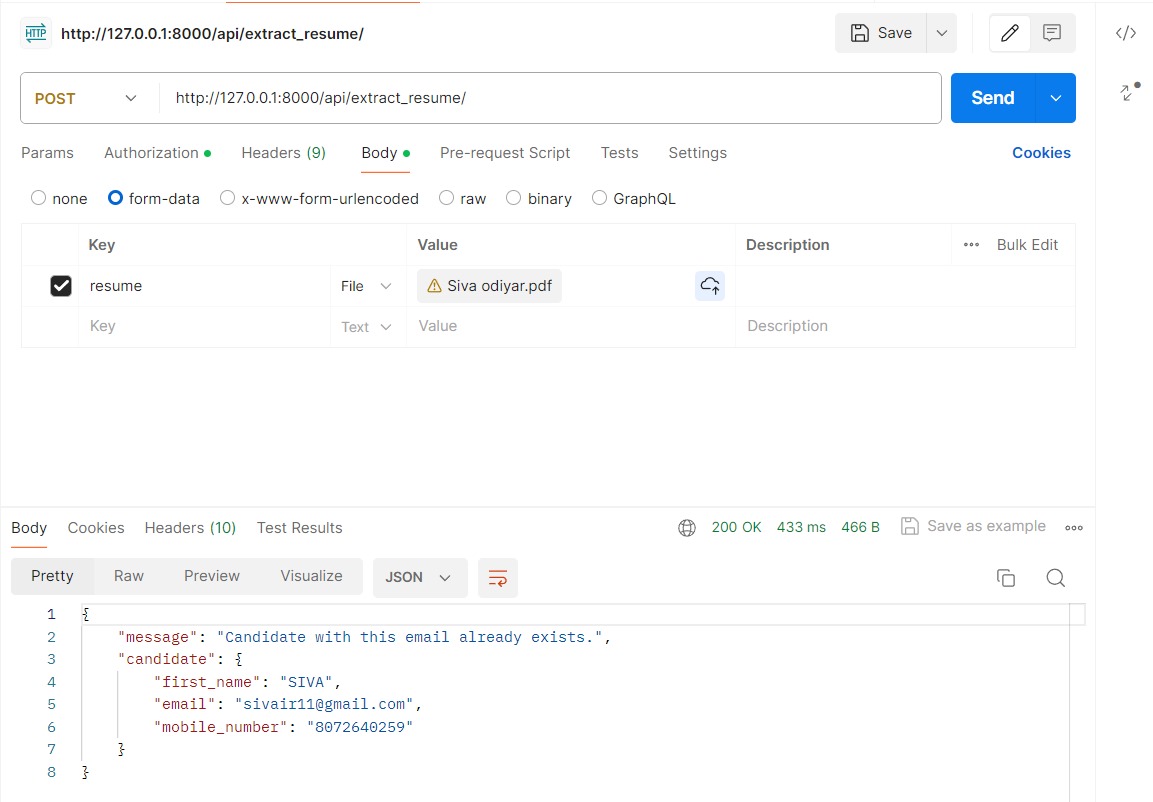 HTTP http://127.0.0.1:8000/api/extract_resume/ Save
POST http://127.0.0.1:8000/api/extract_resume/ Send
Params Authorization Headers (9) Body Pre-request Script Tests Settings Cookies
none form-data x-www-form-urlencoded raw binary GraphQL
Key Value Description Bulk Edit
resume File Siva odiyar.pdf
Key Text Value Description
Body Cookies Headers (10) Test Results 200 OK 433 ms 466 B Save as example
Pretty Raw Preview Visualize JSON
1 {
2 "message": "Candidate with this email already exists.",
3 "candidate": {
4 "first_name": "SIVA",
5 "email": "sivair11@gmail.com",
6 "mobile_number": "8072640259"
7 }
8 }